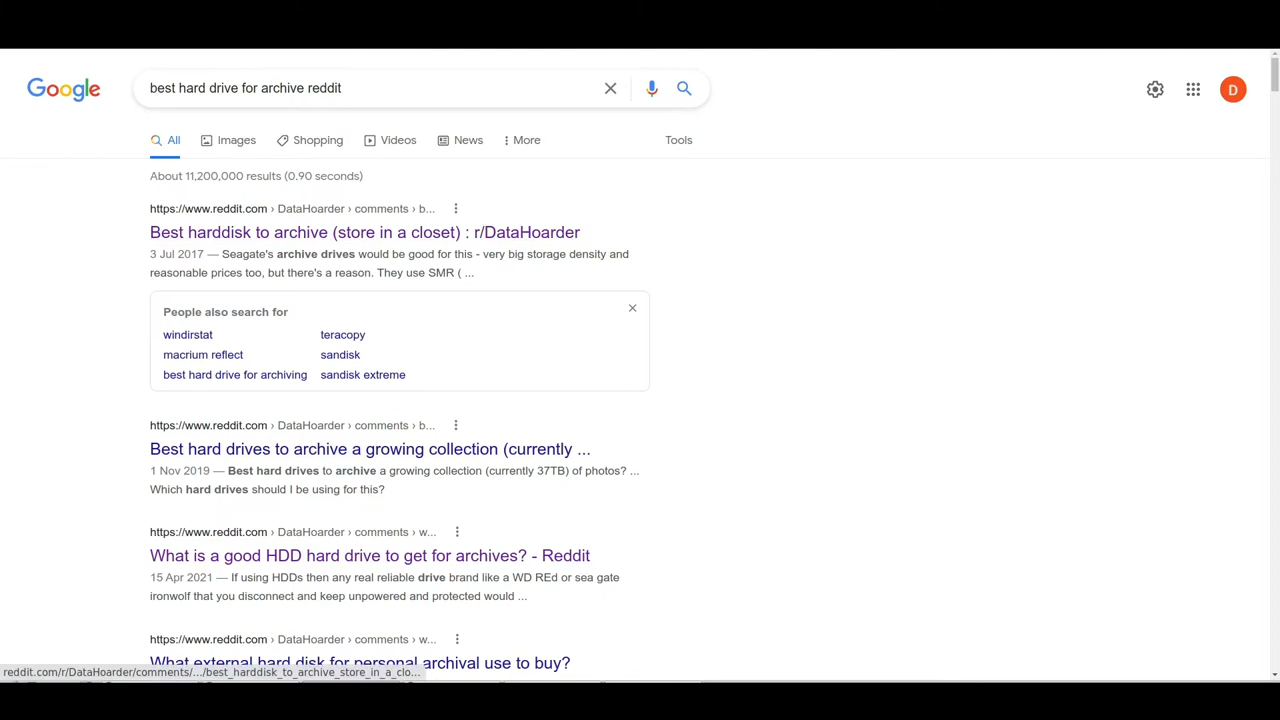 Google
best hard drive for archive reddit
D
All Images Shopping Videos News More Tools
About 11,200,000 results (0.90 seconds)
https://www.reddit.com › DataHoarder › comments › b...
Best harddisk to archive (store in a closet) : r/DataHoarder
3 Jul 2017 — Seagate's archive drives would be good for this - very big storage density and
reasonable prices too, but there's a reason. They use SMR ( ...
People also search for
windirstat teracopy
macrium reflect sandisk
best hard drive for archiving sandisk extreme
https://www.reddit.com › DataHoarder › comments › b...
Best hard drives to archive a growing collection (currently ...
1 Nov 2019 — Best hard drives to archive a growing collection (currently 37TB) of photos? ...
Which hard drives should I be using for this?
https://www.reddit.com › DataHoarder › comments › w...
What is a good HDD hard drive to get for archives? - Reddit
15 Apr 2021 — If using HDDs then any real reliable drive brand like a WD REd or sea gate
ironwolf that you disconnect and keep unpowered and protected would ...
https://www.reddit.com › DataHoarder › comments › w...
What external hard disk for personal archival use to buy?
reddit.com/r/DataHoarder/comments/.../best_harddisk_to_archive_store_in_a_clo...